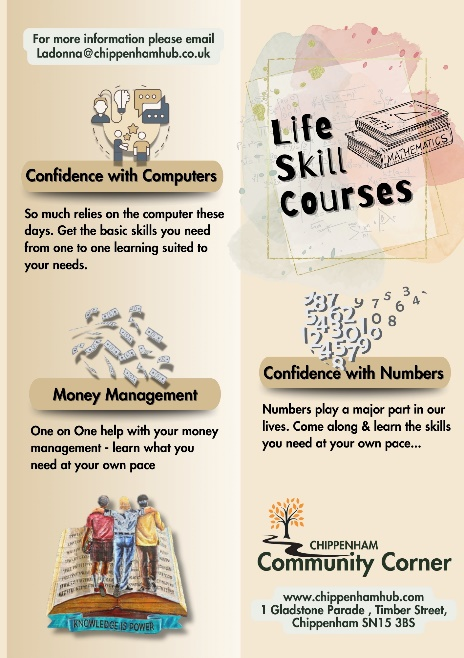 For more information please email
Ladonna@chippenhamhub.co.uk
Confidence with Computers
So much relies on the computer these
days. Get the basic skills you need
from one to one learning suited to
your needs.
Money Management
One on One help with your money
management - learn what you
need at your own pace
KNOWLEDGE IS POWER
Life
Skill
Courses
MATHEMATICS
Confidence with Numbers
Numbers play a major part in our
lives. Come along & learn the skills
you need at your own pace...
CHIPPENHAM
Community Corner
www.chippenhamhub.com
1 Gladstone Parade , Timber Street,
Chippenham SN15 3BS